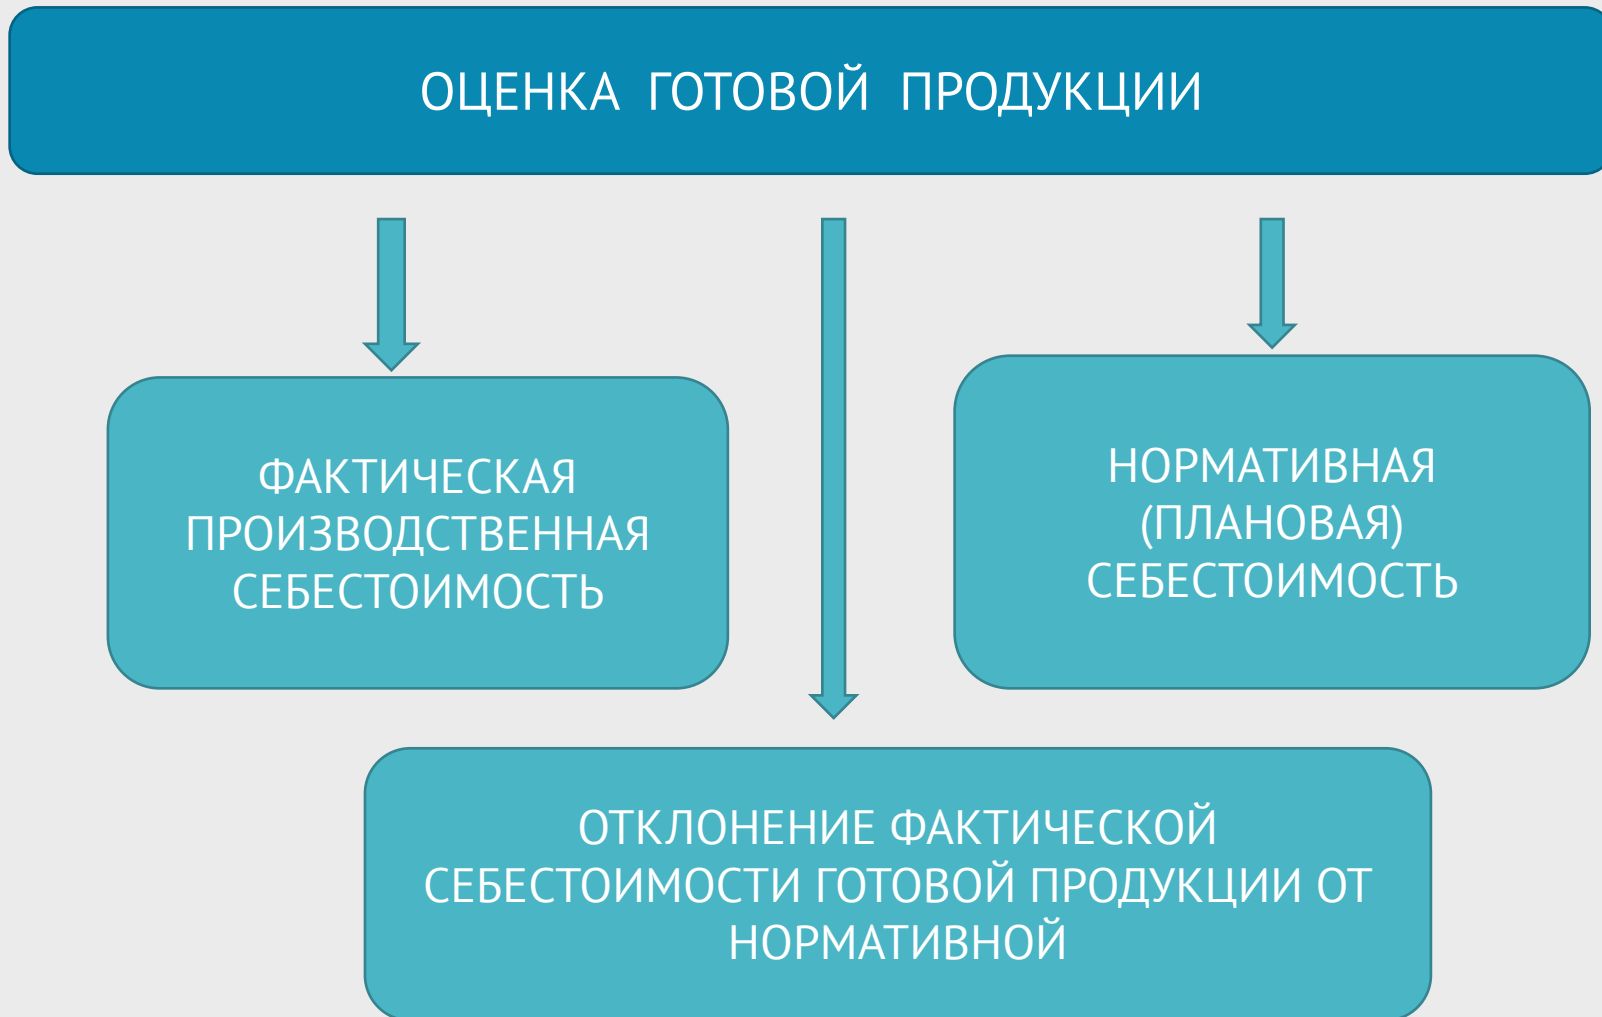 ОЦЕНКА ГОТОВОЙ ПРОДУКЦИИ
ФАКТИЧЕСКАЯ
ПРОИЗВОДСТВЕННАЯ
СЕБЕСТОИМОСТЬ
НОРМАТИВНАЯ
(ПЛАНОВАЯ)
СЕБЕСТОИМОСТЬ
ОТКЛОНЕНИЕ ФАКТИЧЕСКОЙ
СЕБЕСТОИМОСТИ ГОТОВОЙ ПРОДУКЦИИ ОТ
НОРМАТИВНОЙ